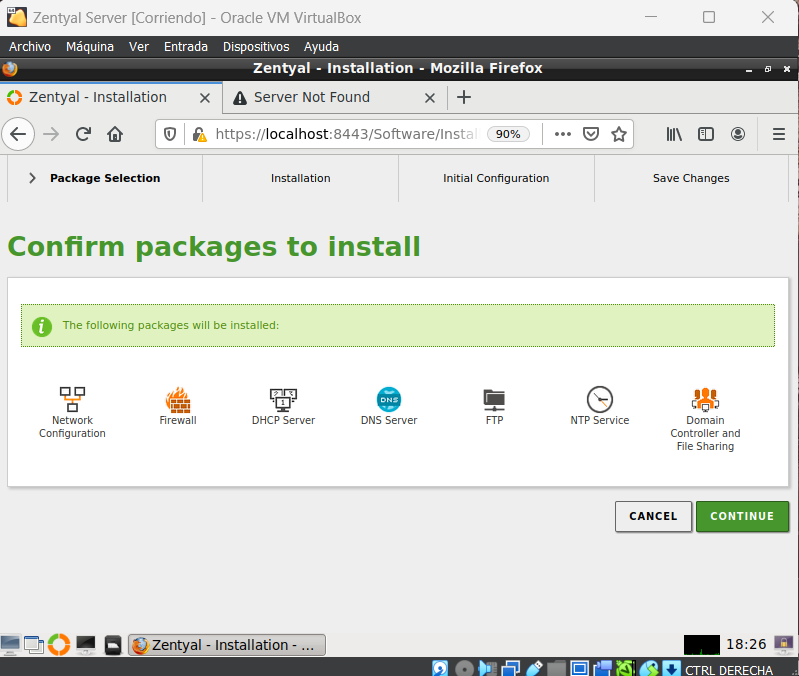 Zentyal Server [Corriendo] - Oracle VM VirtualBox
Archivo Máquina Ver Entrada Dispositivos Ayuda
Zentyal - Installation - Mozilla Firefox
Zentyal - Installation Server Not Found
https://localhost:8443/Software/Insta 90%
Package Selection Installation Initial Configuration Save Changes
Confirm packages to install
The following packages will be installed:
DNS
Network Configuration
Firewall
DHCP Server
DNS Server
FTP
NTP Service
Domain Controller and File Sharing
CANCEL CONTINUE
Zentyal - Installation - ... 18:26
CTRL DERECHA